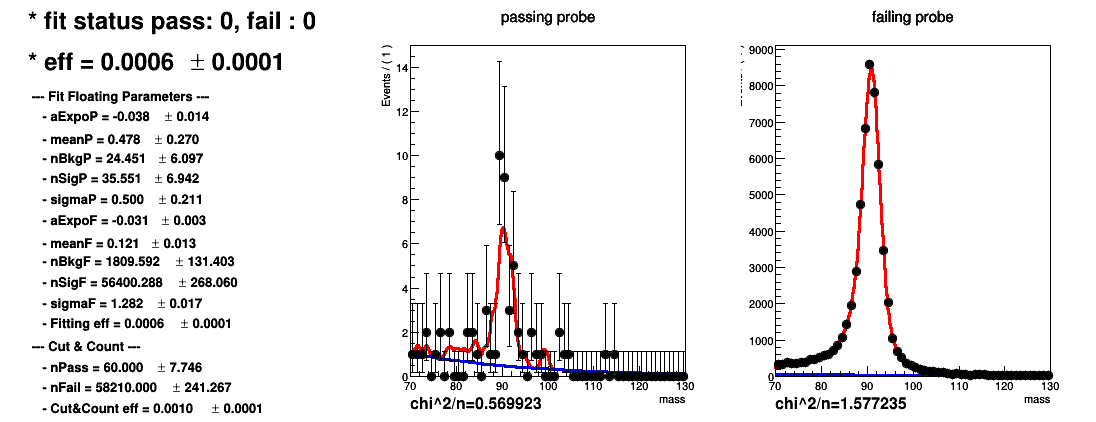 * fit status pass: 0, fail : 0
* eff = 0.0006 ± 0.0001
--- Fit Floating Parameters ---
- aExpoP = -0.038 ± 0.014
- meanP = 0.478 ± 0.270
- nBkgP = 24.451 ± 6.097
- nSigP = 35.551 ± 6.942
- sigmaP = 0.500 ± 0.211
- aExpoF = -0.031 ± 0.003
- meanF = 0.121 ± 0.013
- nBkgF = 1809.592 ± 131.403
- nSigF = 56400.288 ± 268.060
- sigmaF = 1.282 ± 0.017
- Fitting eff = 0.0006 ± 0.0001
--- Cut & Count ---
- nPass = 60.000 ± 7.746
- nFail = 58210.000 ± 241.267
- Cut&Count eff = 0.0010 ± 0.0001
passing probe
Events / ( 1 )
14
12
10
8
6
4
2
0
70 80 90 100 110 120 130
mass
chi^2/n=0.569923
failing probe
9000
8000
7000
6000
5000
4000
3000
2000
1000
0
70 80 90 100 110 120 130
mass
chi^2/n=1.577235